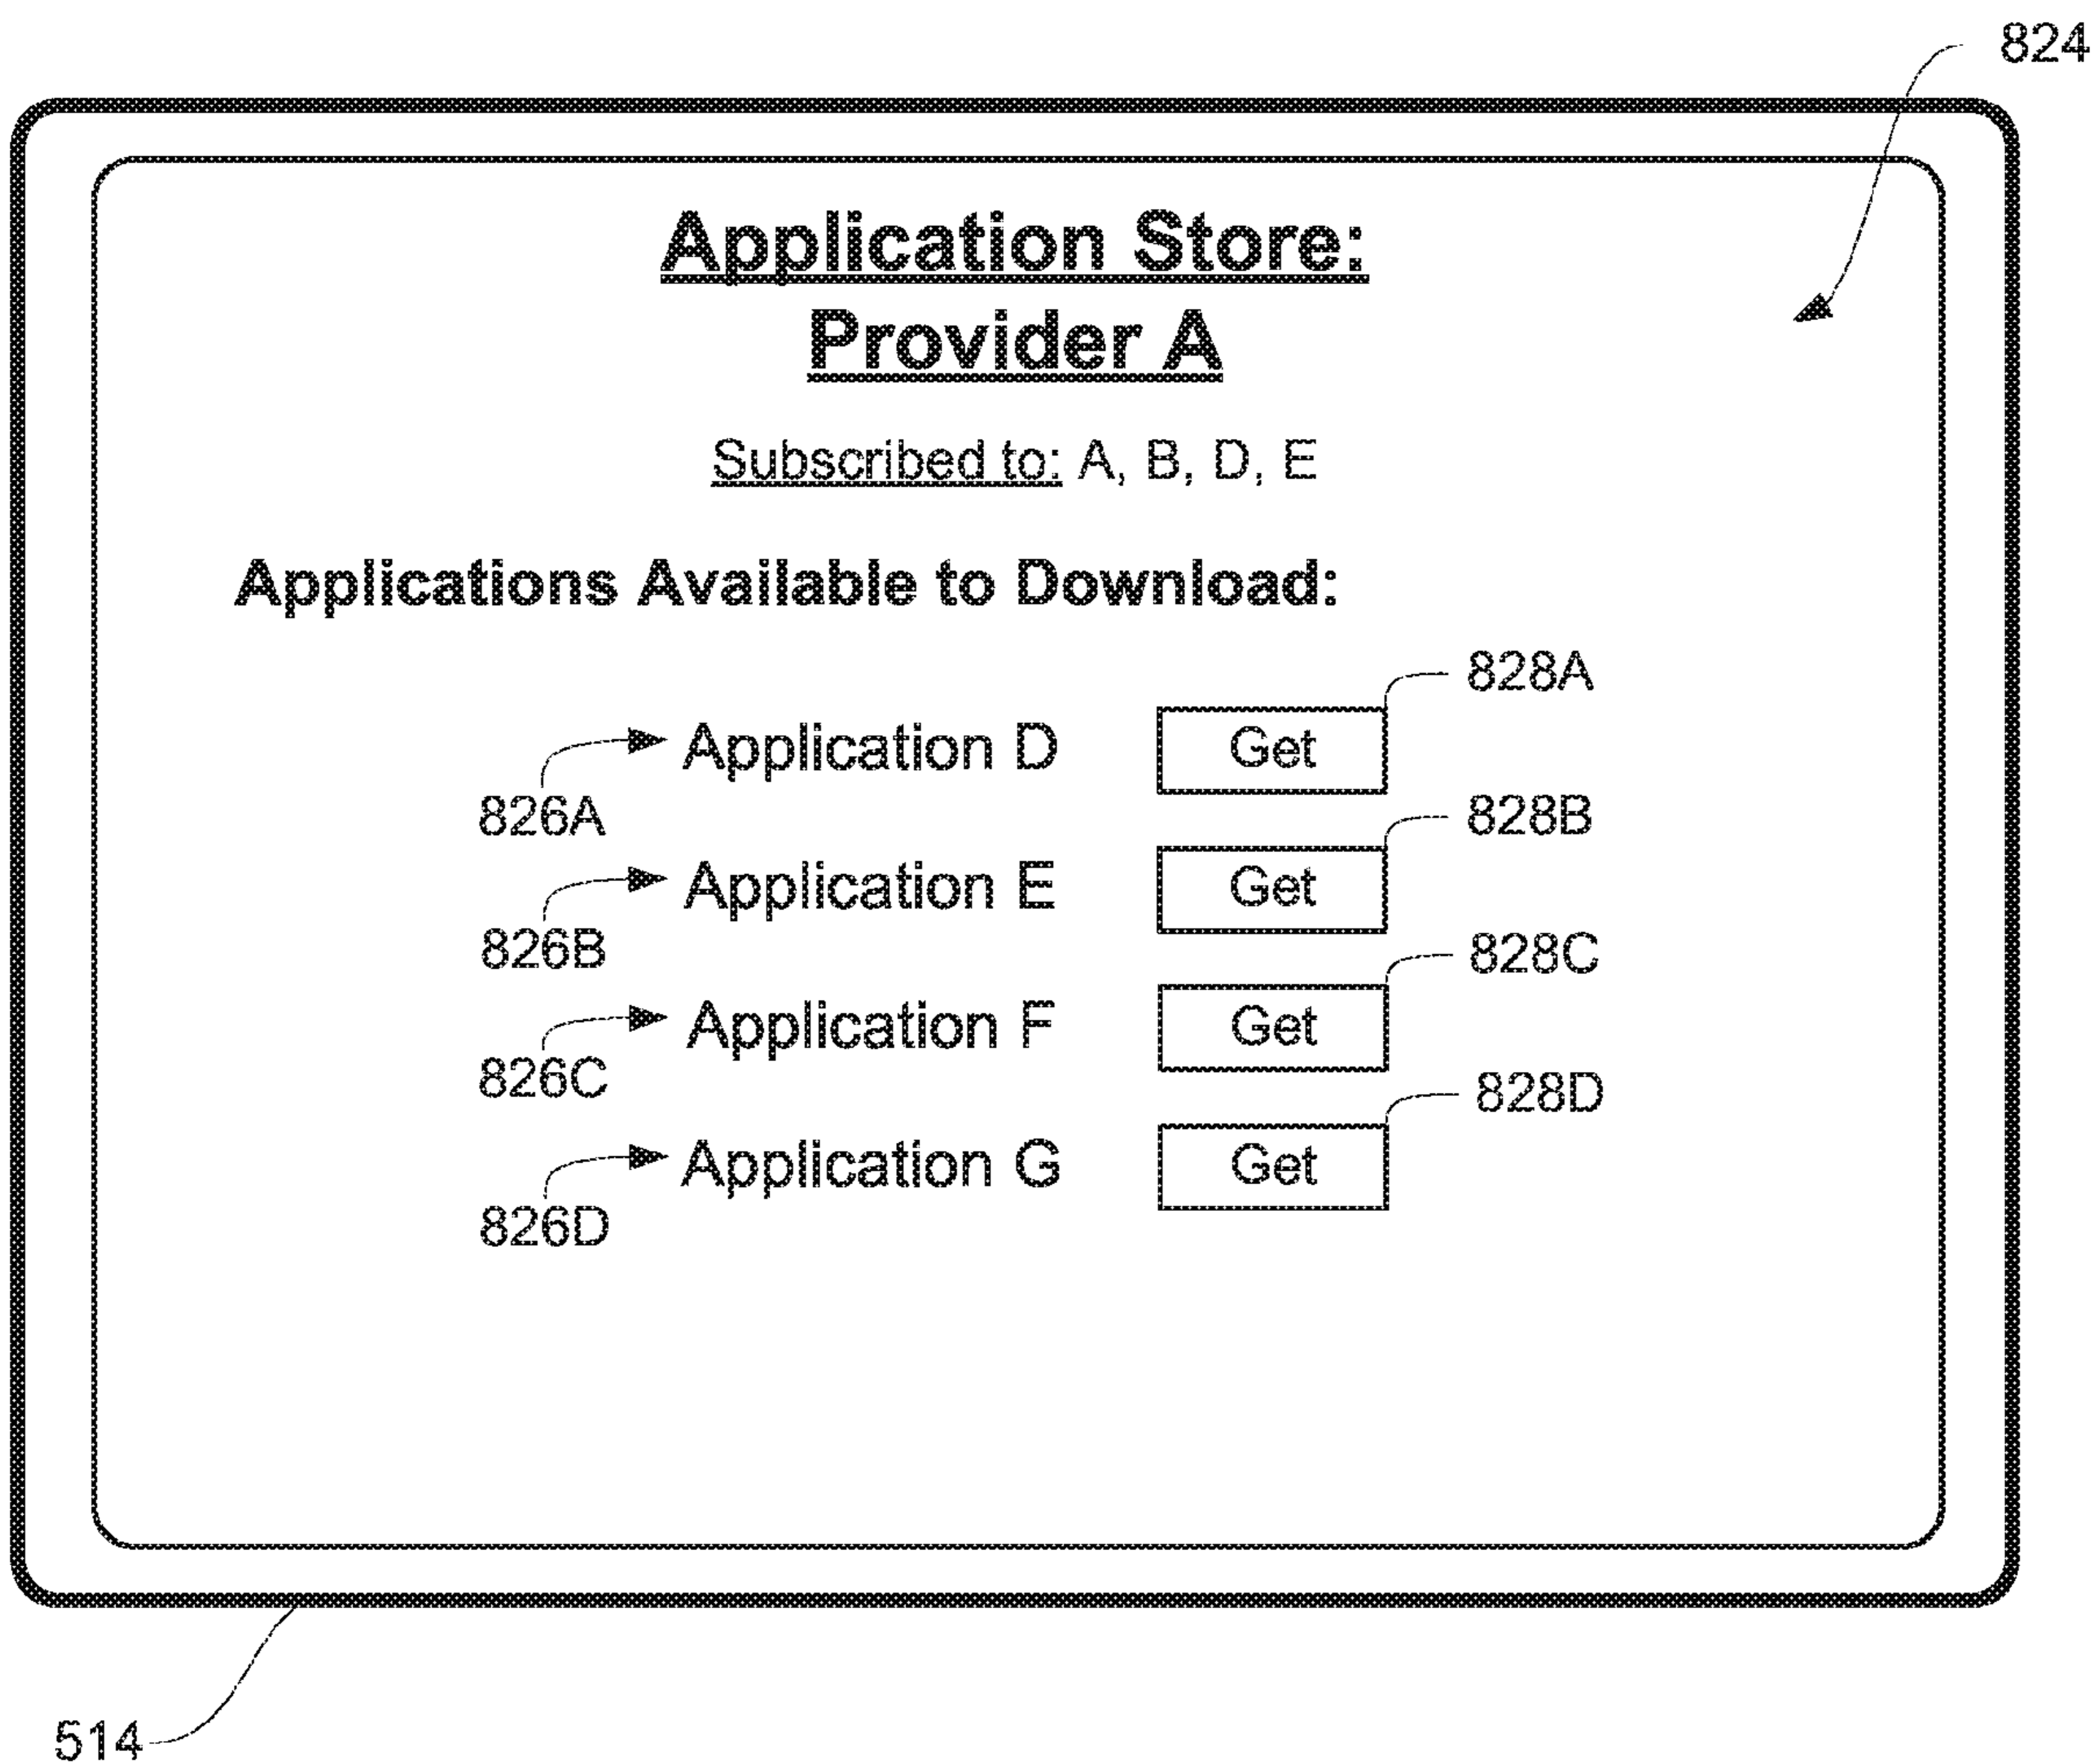 824
Application Store:
Provider A
Subscribed to: A, B, D, E
Applications Available to Download:
828A
Application D Get
826A
828B
Application E Get
826B
828C
Application F Get
826C
828D
Application G Get
826D
514